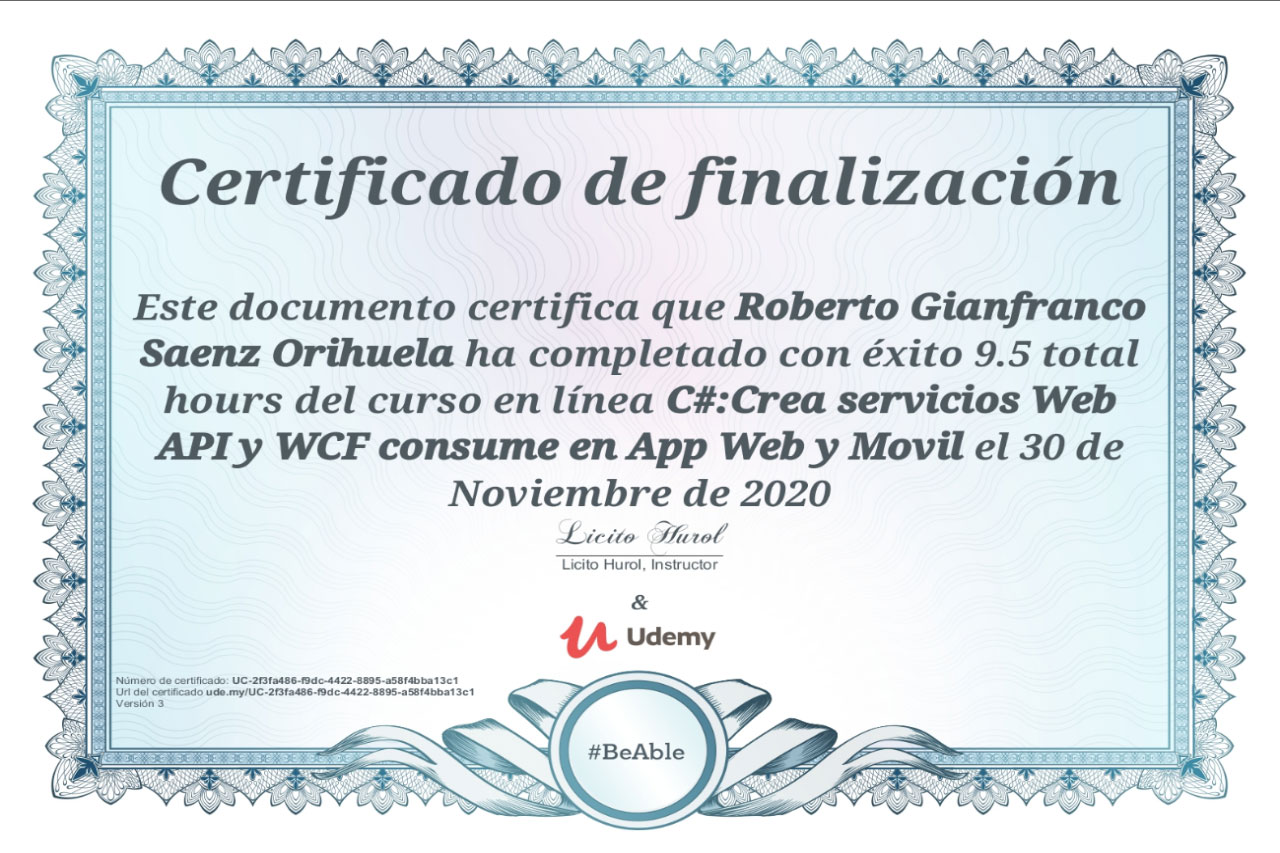 Certificado de finalización
Este documento certifica que Roberto Gianfranco
Saenz Orihuela ha completado con éxito 9.5 total
hours del curso en línea C#:Crea servicios Web
API y WCF consume en App Web y Movil el 30 de
Noviembre de 2020
Licito Hurol
Licito Hurol, Instructor
&
Udemy
Número de certificado: UC-2f3fa486-f9dc-4422-8895-a58f4bba13c1
Url del certificado ude.my/UC-2f3fa486-f9dc-4422-8895-a58f4bba13c1
Versión 3
#BeAble